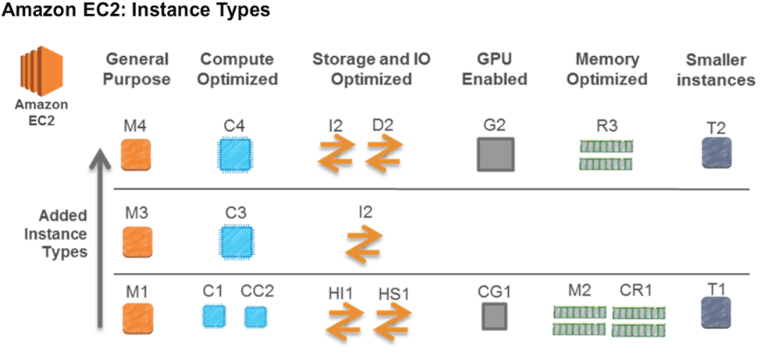 Amazon EC2: Instance Types
General Purpose
Compute Optimized
Storage and IO Optimized
GPU Enabled
Memory Optimized
Smaller instances
Amazon EC2
M4
C4
I2
D2
G2
R3
T2
Added Instance Types
M3
C3
I2
M1
C1
CC2
HI1
HS1
CG1
M2
CR1
T1